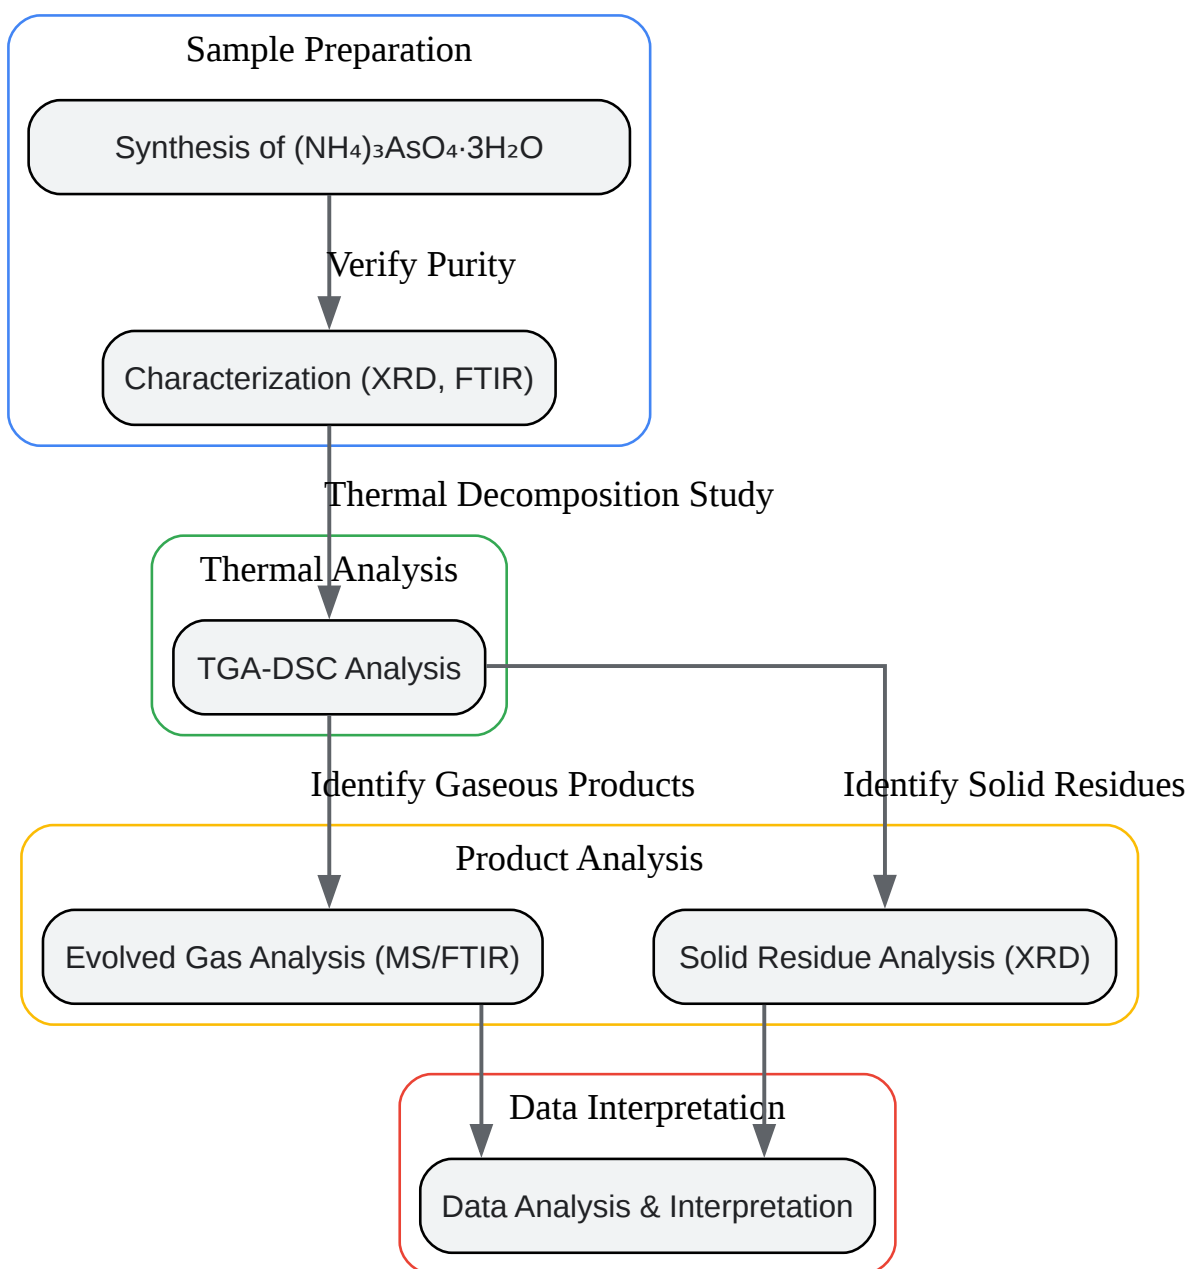 Sample Preparation
Synthesis of (NH₄)₃AsO₄·3H₂O
Verify Purity
Characterization (XRD, FTIR)
Thermal Decomposition Study
Thermal Analysis
TGA-DSC Analysis
Identify Gaseous Products
Identify Solid Residues
Product Analysis
Evolved Gas Analysis (MS/FTIR)
Solid Residue Analysis (XRD)
Data Interpretation
Data Analysis & Interpretation